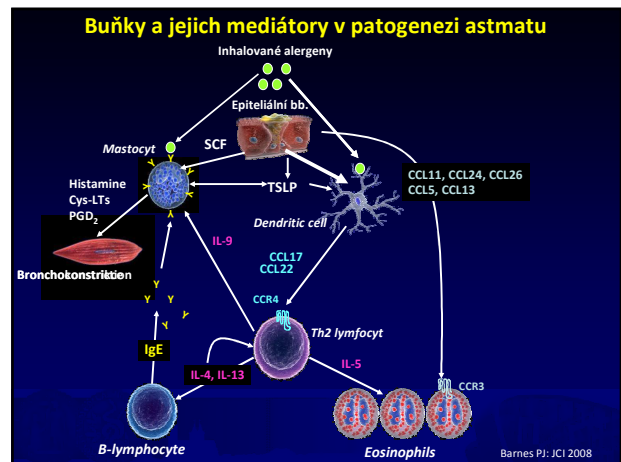 Buňky a jejich mediátory v patogenezi astmatu
Inhalované alergeny
Epiteliální bb.
Mastocyt
SCF
TSLP
CCL11, CCL24, CCL26
CCL5, CCL13
Histamine
Cys-LTs
PGD2
Dendritic cell
IL-9
CCL17
CCL22
Bronchokonstrikce
CCR4
Th2 lymfocyt
IgE
IL-4, IL-13
IL-5
CCR3
B-lymphocyte
Eosinophils
Barnes PJ: JCI 2008
Y Y Y Y Y Y Y
Y Y Y Y Y